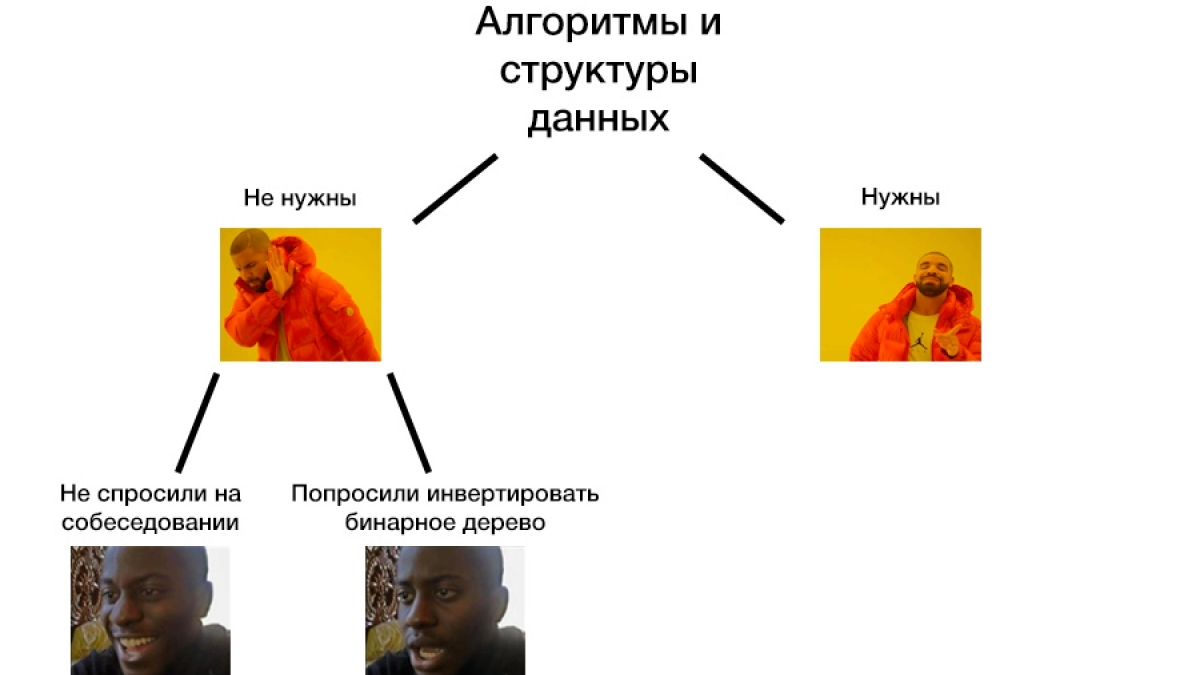 Алгоритмы и
структуры
данных
Не нужны
Нужны
Не спросили на
собеседовании
Попросили инвертировать
бинарное дерево